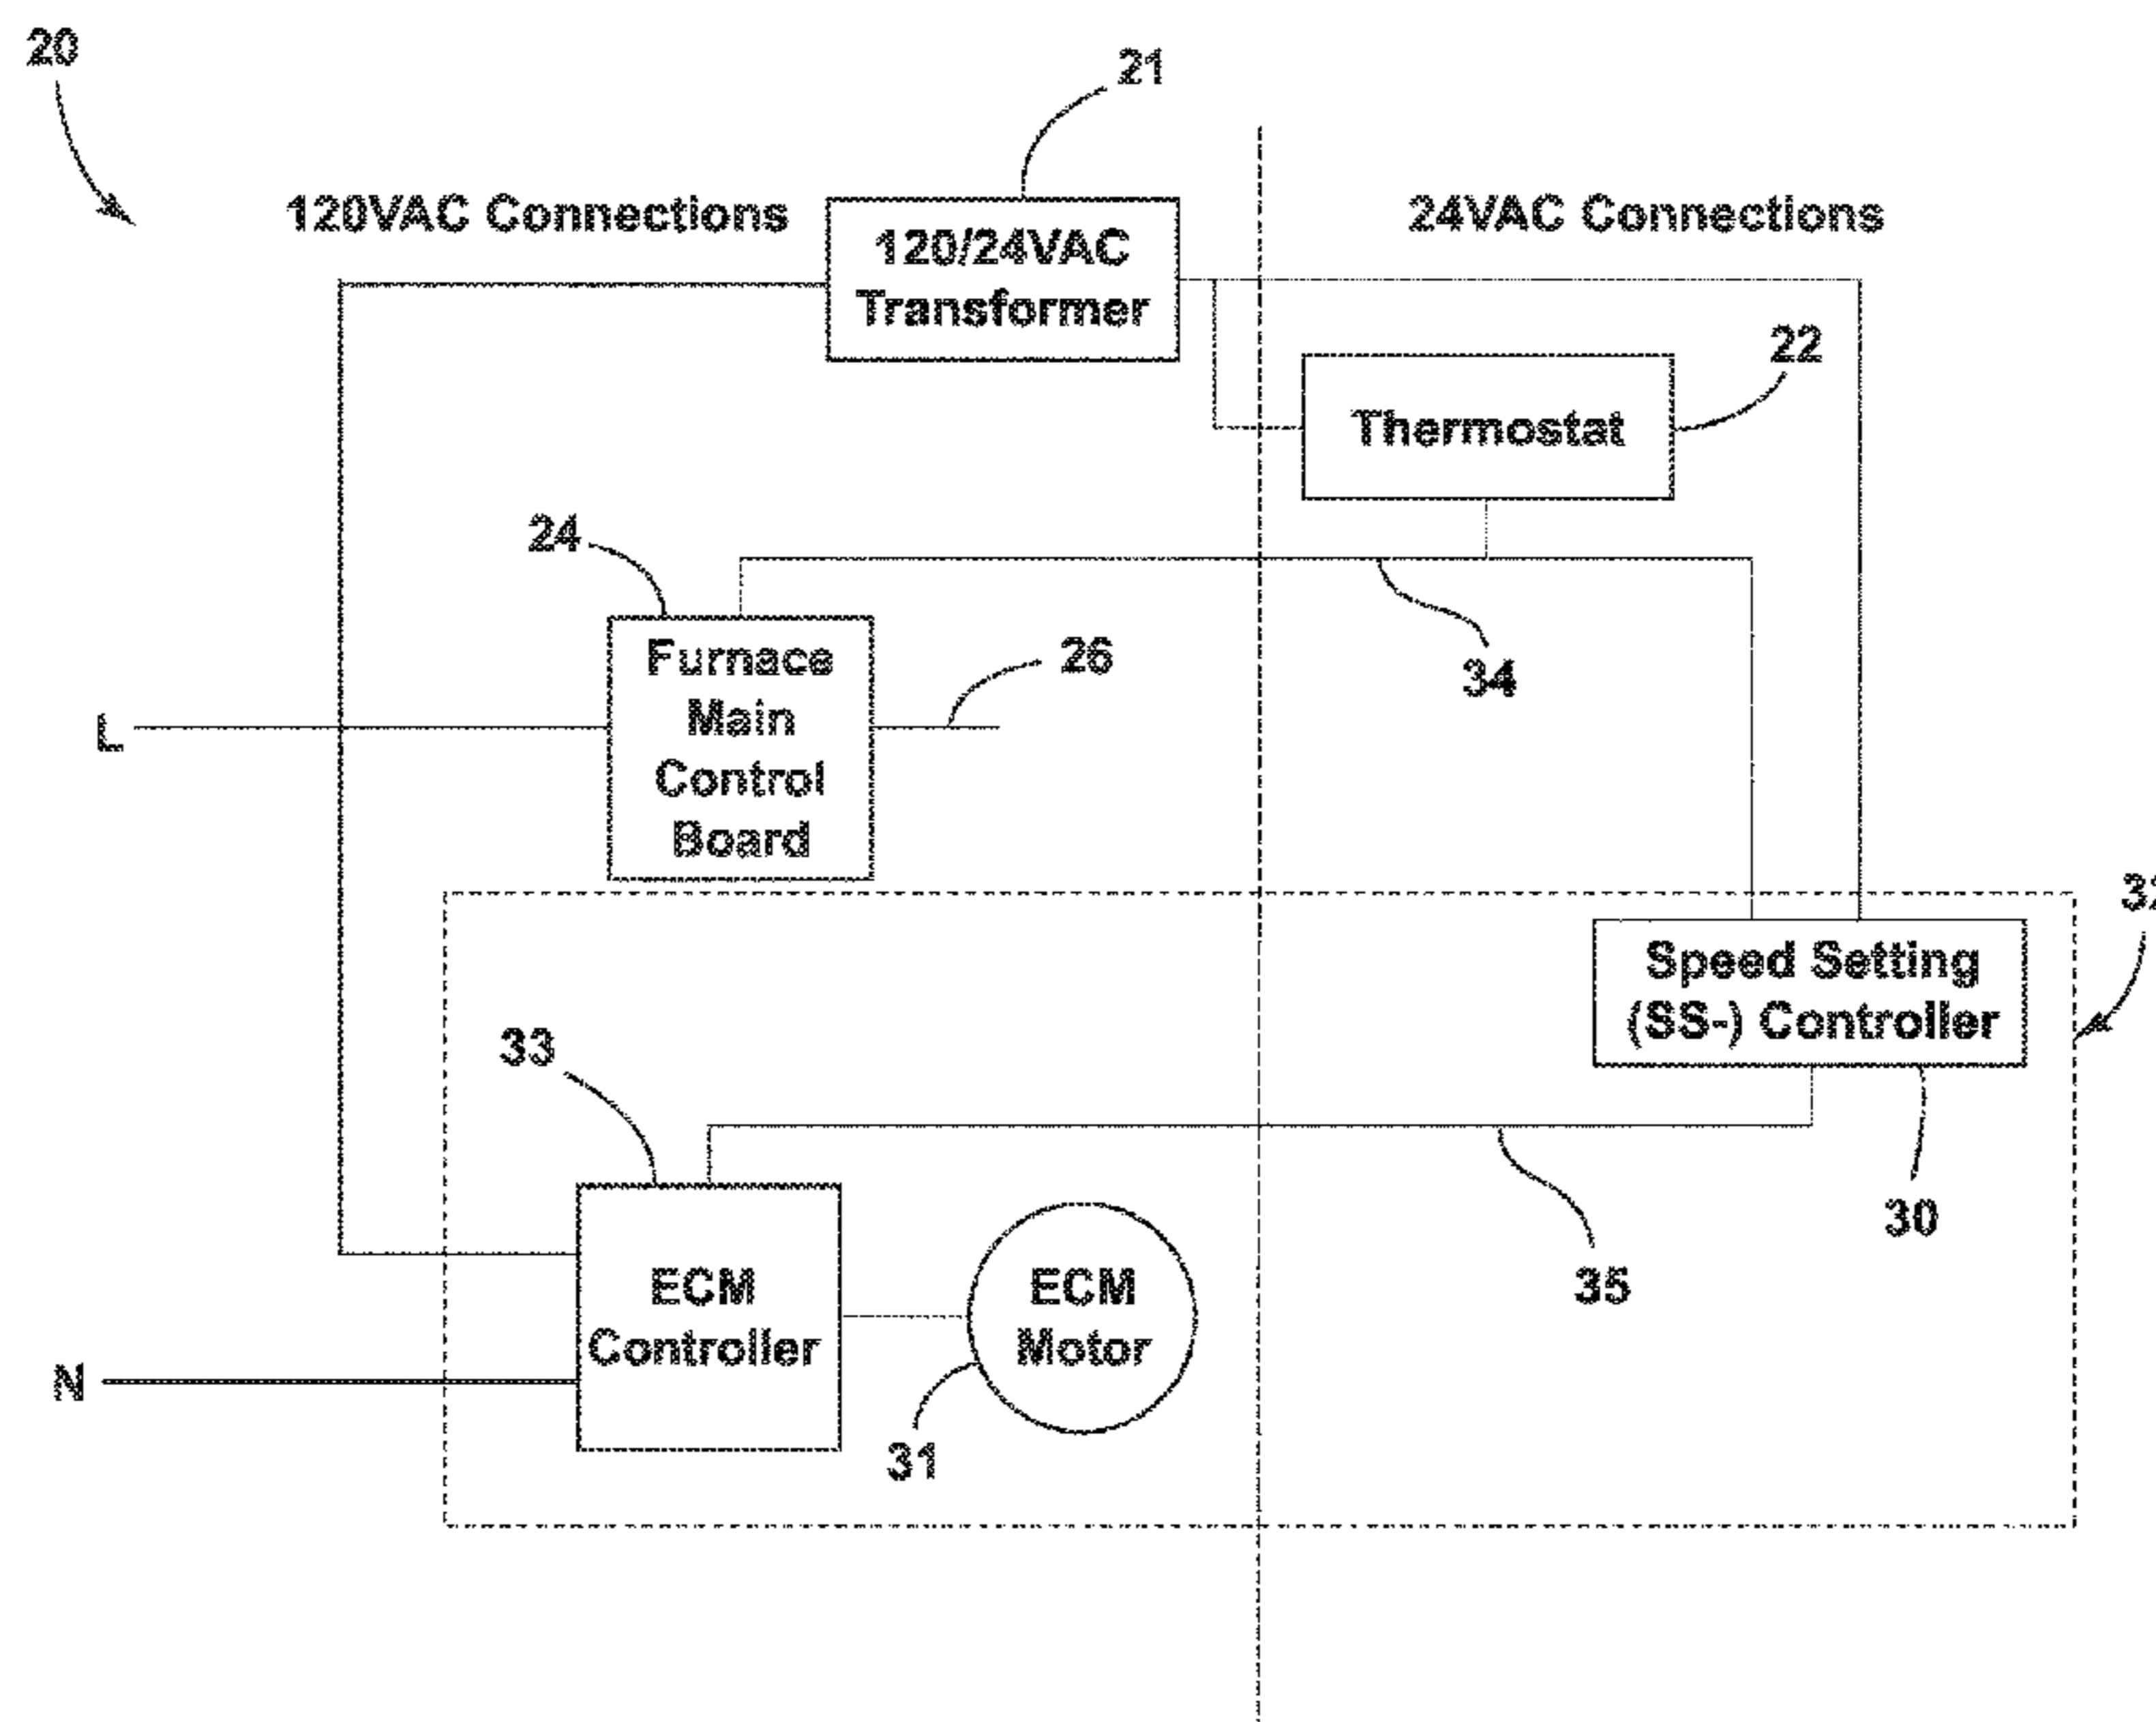 20
21
120VAC Connections
24VAC Connections
120/24VAC
Transformer
22
Thermostat
24
Furnace
Main
Control
Board
26
34
L
32
Speed Setting
(SS-) Controller
33
30
35
ECM
Controller
ECM
Motor
N
31